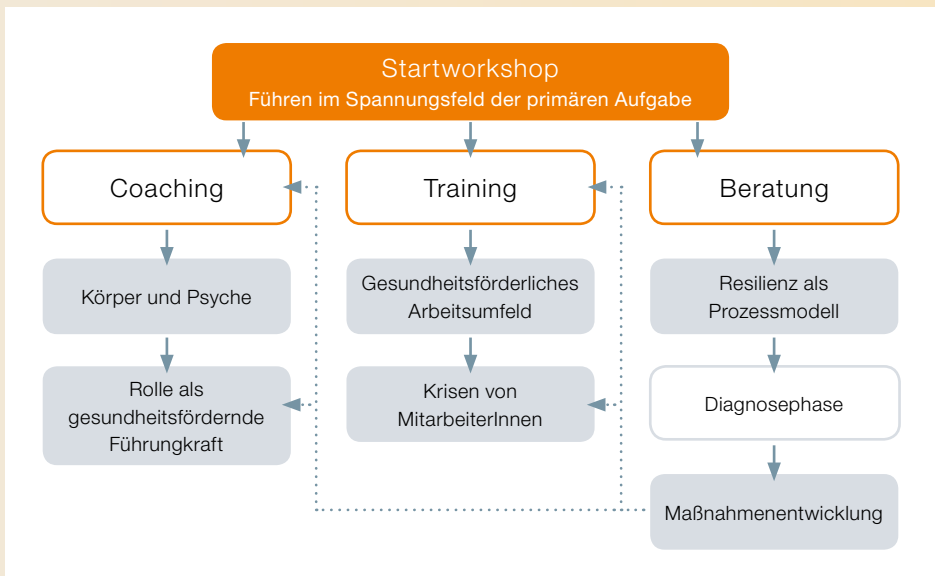 Startworkshop
Führen im Spannungsfeld der primären Aufgabe
Coaching
Training
Beratung
Körper und Psyche
Gesundheitsförderliches
Arbeitsumfeld
Resilienz als
Prozessmodell
Rolle als
gesundheitsfördernde
Führungkraft
Krisen von
MitarbeiterInnen
Diagnosephase
Maßnahmenentwicklung